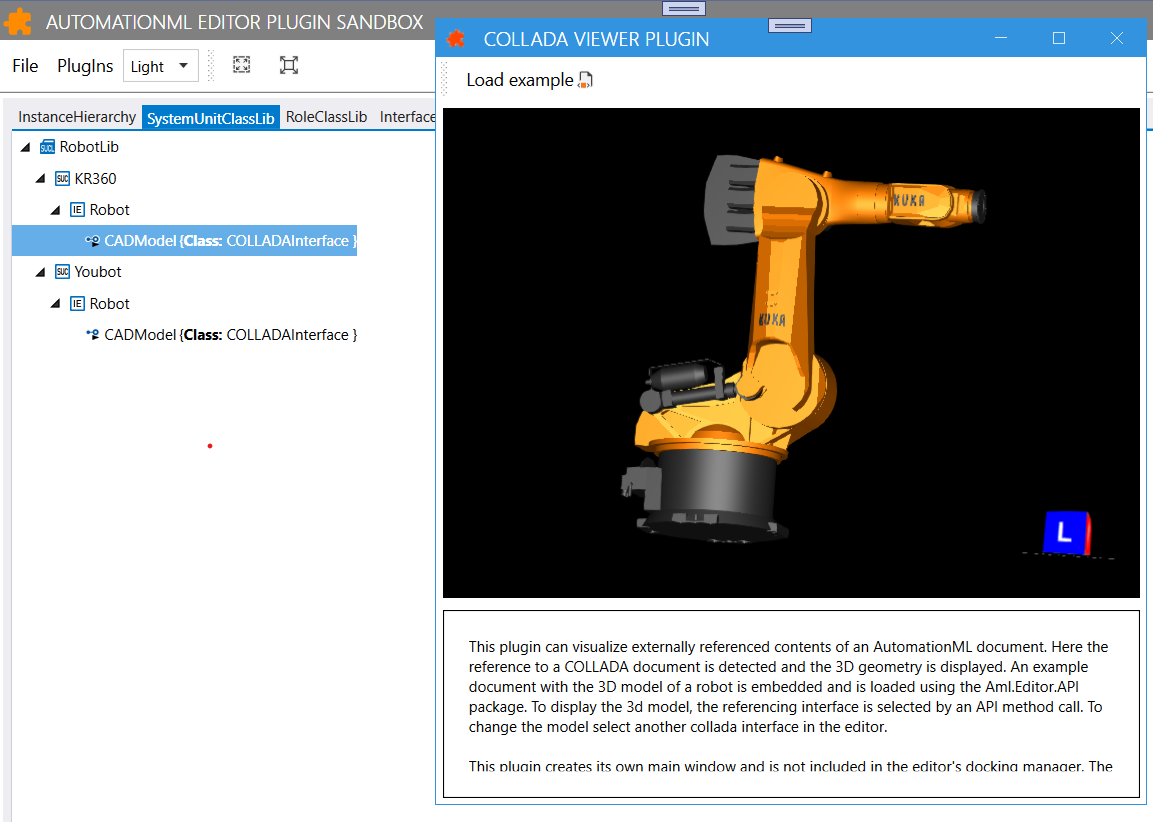 AUTOMATIONML EDITOR PLUGIN SANDBOX
File PlugIns Light
InstanceHierarchy SystemUnitClassLib RoleClassLib Interface
RobotLib
KR360
IE Robot
CADModel {Class: COLLADAInterface }
Youbot
IE Robot
CADModel {Class: COLLADAInterface }
COLLADA VIEWER PLUGIN
Load example
KUKA
KUKA
L
This plugin can visualize externally referenced contents of an AutomationML document. Here the
reference to a COLLADA document is detected and the 3D geometry is displayed. An example
document with the 3D model of a robot is embedded and is loaded using the Aml.Editor.API
package. To display the 3d model, the referencing interface is selected by an API method call. To
change the model select another collada interface in the editor.
This plugin creates its own main window and is not included in the editor's docking manager. The